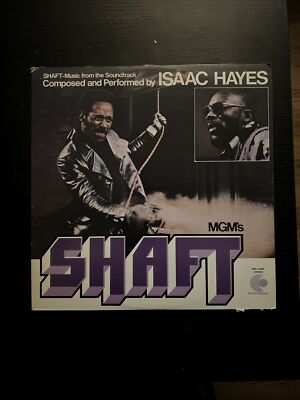 SHAFT-Music from the Soundtrack
Composed and Performed by ISAAC HAYES
MGM's
SHAFT